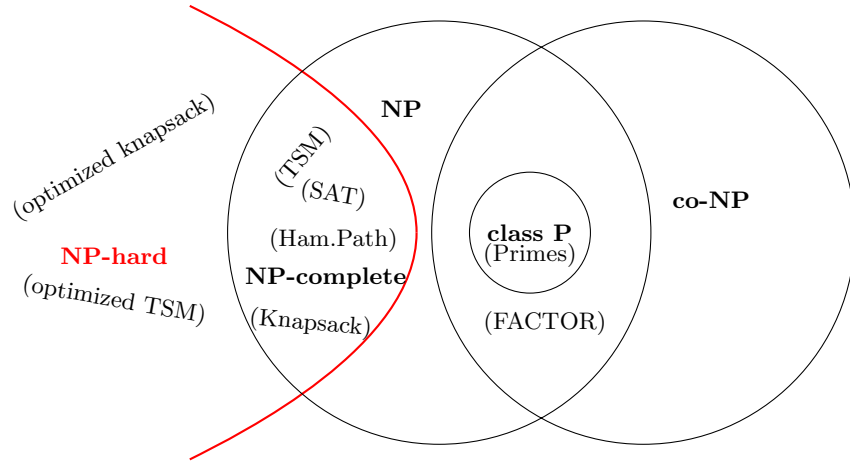 (optimized knapsack)
NP-hard
(optimized TSM)
NP
(TSM)
(SAT)
(Ham.Path)
NP-complete
(Knapsack)
class P
(Primes)
(FACTOR)
co-NP